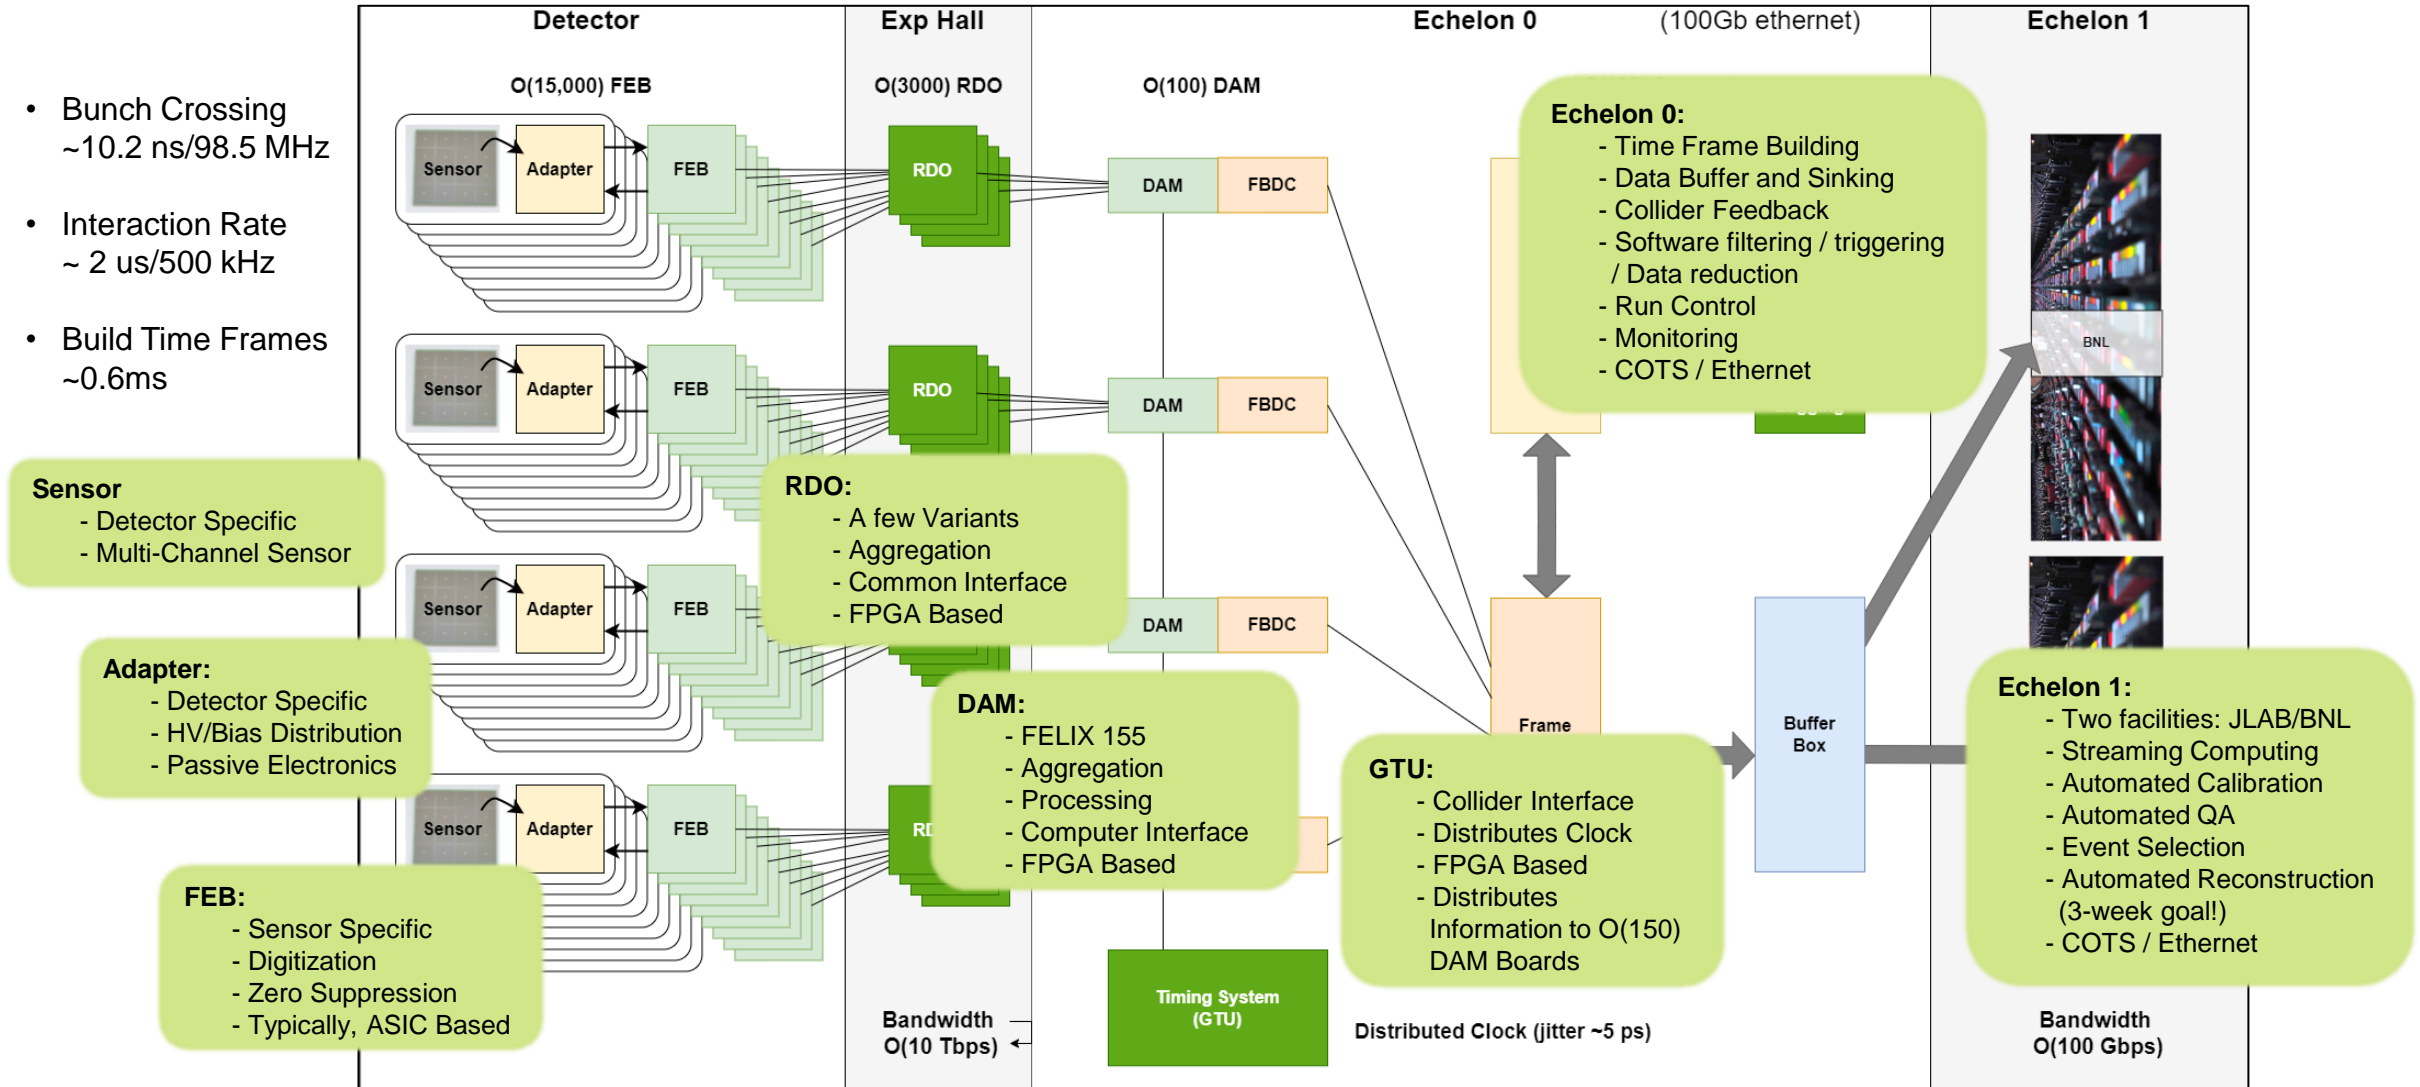 Detector
Exp Hall
Echelon 0
(100Gb ethernet)
Echelon 1
O(15,000) FEB
O(3000) RDO
O(100) DAM
• Bunch Crossing
~10.2 ns/98.5 MHz
• Interaction Rate
~ 2 us/500 kHz
• Build Time Frames
~0.6ms
Sensor
Adapter
FEB
RDO
DAM
FBDC
Sensor
Adapter
FEB
RDO
DAM
FBDC
Sensor
Adapter
FEB
DAM
FBDC
Sensor
Adapter
FEB
Echelon 0:
- Time Frame Building
- Data Buffer and Sinking
- Collider Feedback
- Software filtering / triggering
/ Data reduction
- Run Control
- Monitoring
- COTS / Ethernet
BNL
Sensor
- Detector Specific
- Multi-Channel Sensor
RDO:
- A few Variants
- Aggregation
- Common Interface
- FPGA Based
Adapter:
- Detector Specific
- HV/Bias Distribution
- Passive Electronics
DAM:
- FELIX 155
- Aggregation
- Processing
- Computer Interface
- FPGA Based
Frame
Buffer
Box
GTU:
- Collider Interface
- Distributes Clock
- FPGA Based
- Distributes
Information to O(150)
DAM Boards
Echelon 1:
- Two facilities: JLAB/BNL
- Streaming Computing
- Automated Calibration
- Automated QA
- Event Selection
- Automated Reconstruction
(3-week goal!)
- COTS / Ethernet
FEB:
- Sensor Specific
- Digitization
- Zero Suppression
- Typically, ASIC Based
Bandwidth
O(10 Tbps)
Timing System
(GTU)
Distributed Clock (jitter ~5 ps)
Bandwidth
O(100 Gbps)